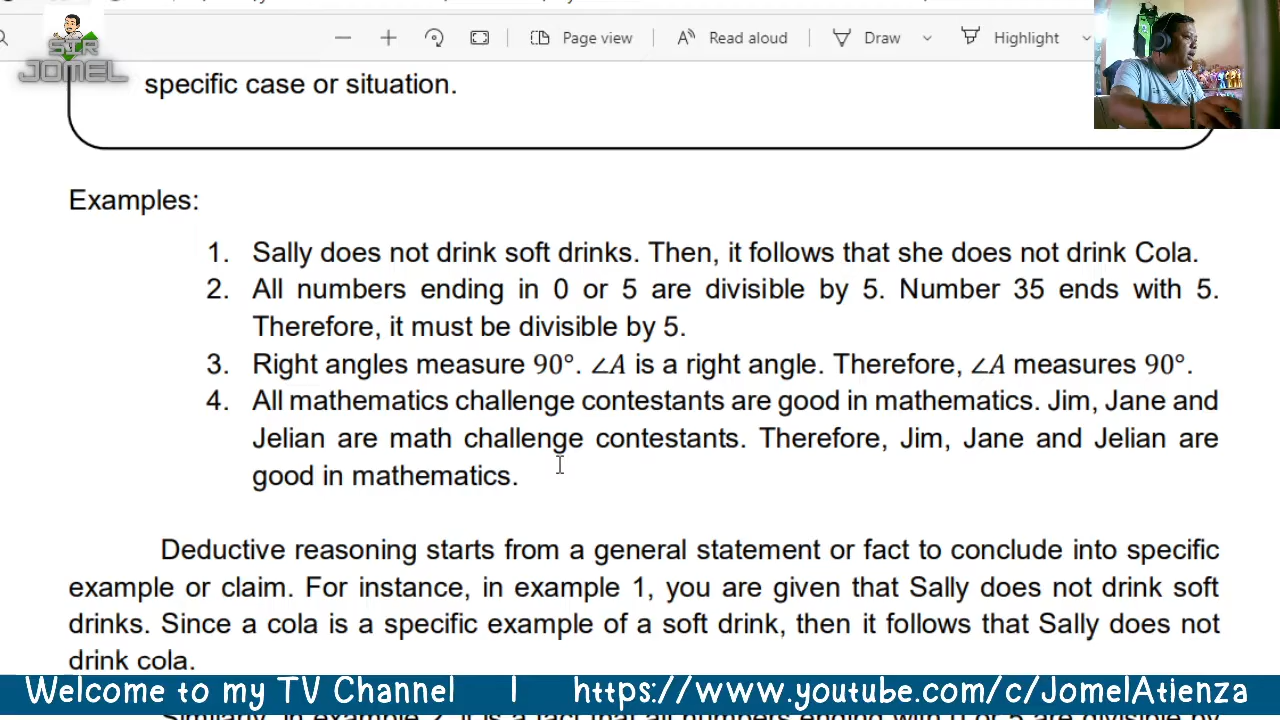 Page view
Read aloud
Draw
Highlight
SIR
JOMEL
specific case or situation.
Examples:
1. Sally does not drink soft drinks. Then, it follows that she does not drink Cola.
2. All numbers ending in 0 or 5 are divisible by 5. Number 35 ends with 5.
Therefore, it must be divisible by 5.
3. Right angles measure 90°. ∠A is a right angle. Therefore, ∠A measures 90°.
4. All mathematics challenge contestants are good in mathematics. Jim, Jane and
Jelian are math challenge contestants. Therefore, Jim, Jane and Jelian are
good in mathematics.
Deductive reasoning starts from a general statement or fact to conclude into specific
example or claim. For instance, in example 1, you are given that Sally does not drink soft
drinks. Since a cola is a specific example of a soft drink, then it follows that Sally does not
drink cola.
Welcome to my TV Channel | https://www.youtube.com/c/JomelAtienza